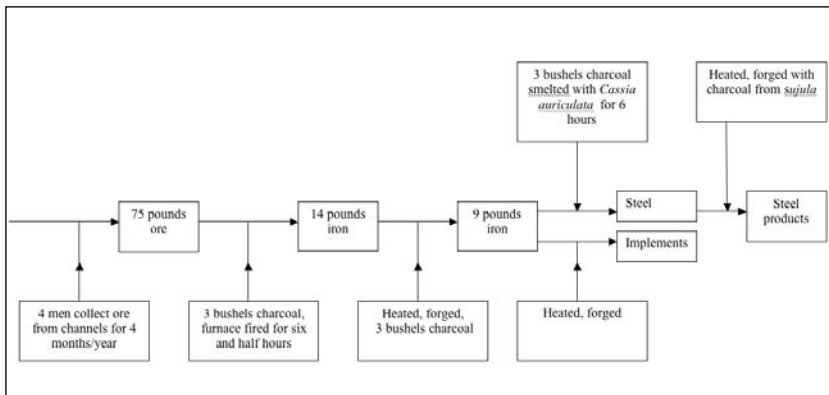 3 bushels charcoal
smelted with Cassia
auriculata for 6
hours
Heated, forged with
charcoal from sujula
75 pounds
ore
14 pounds
iron
9 pounds
iron
Steel
Implements
Steel
products
4 men collect ore
from channels for 4
months/year
3 bushels charcoal,
furnace fired for six
and half hours
Heated, forged,
3 bushels charcoal
Heated, forged